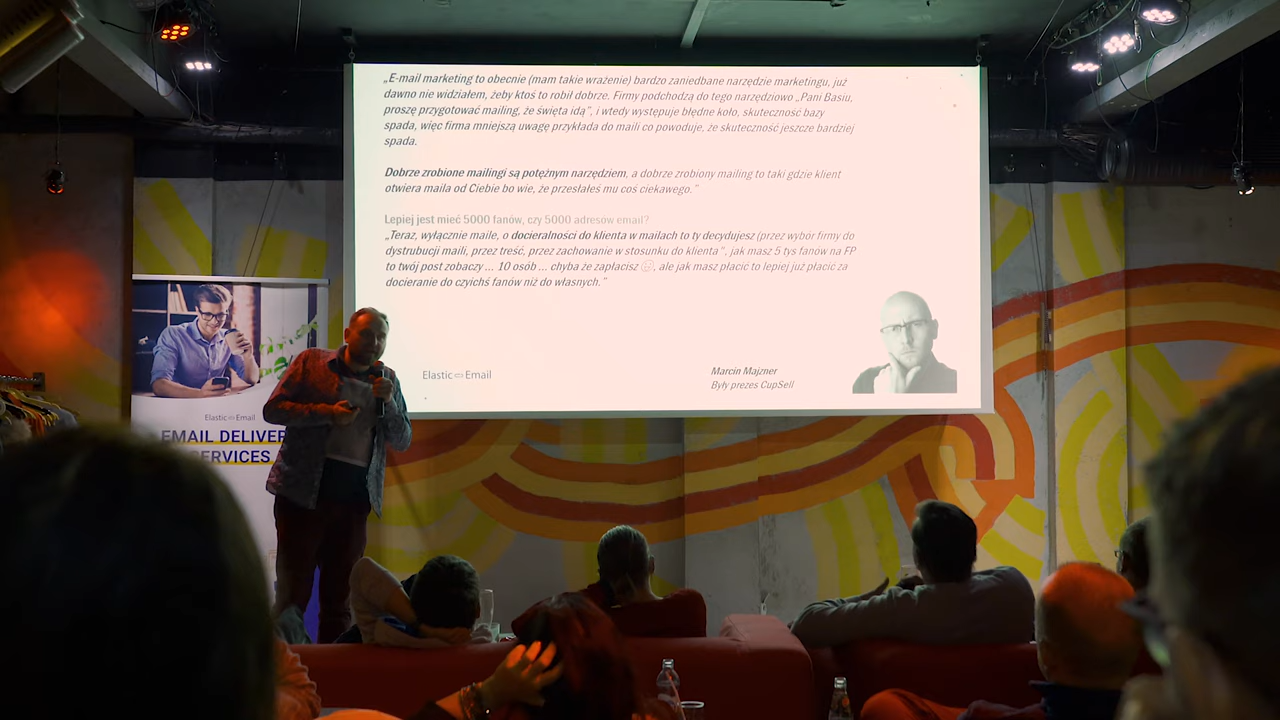 „E-mail marketing to obecnie (mam takie wrażenie) bardzo zaniedbane narzędzie marketingu, już
dawno nie widziałem, żeby ktoś to robił dobrze. Firmy podchodzą do tego narzędziowo „Pani Basiu,
proszę przygotować mailing, że święta idą”, i wtedy występuje błędne koło, skuteczność bazy
spada, więc firma mniejszą uwagę przykłada do maili co powoduje, że skuteczność jeszcze bardziej
spada.
Dobrze zrobione mailingi są potężnym narzędziem, a dobrze zrobiony mailing to taki gdzie klient
otwiera maila od Ciebie bo wie, że przesłałeś mu coś ciekawego.”
Lepiej jest mieć 5000 fanów, czy 5000 adresów email?
„Teraz, wyłącznie maile, o docieralności do klienta w mailach to ty decydujesz (przez wybór firmy do
dystrubucji maili, przez treść, przez zachowanie w stosunku do klienta”, jak masz 5 tys fanów na FP
to twój post zobaczy ... 10 osób ... chyba że zapłacisz ☹, ale jak masz płacić to lepiej już płacić za
docieranie do czyichś fanów niż do własnych.”
Elastic Email
Marcin Majzner
Były prezes CupSell
Elastic Email
EMAIL DELIVER
SERVICES